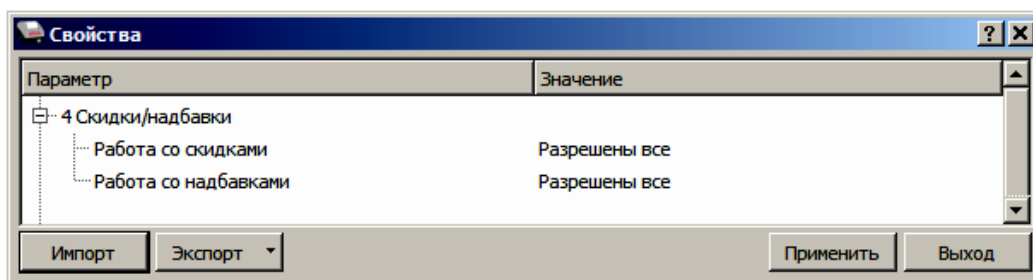 Свойства
Параметр Значение
4 Скидки/надбавки
Работа со скидками Разрешены все
Работа со надбавками Разрешены все
Импорт Экспорт Применить Выход